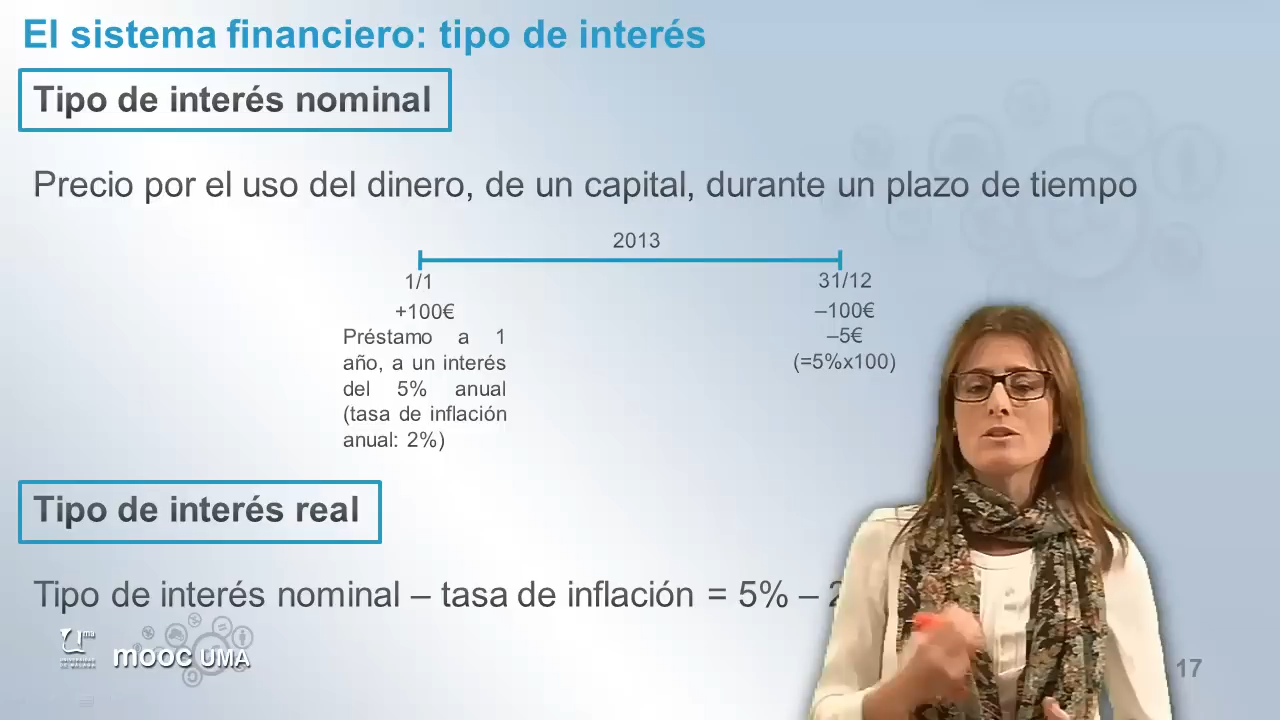 El sistema financiero: tipo de interés
Tipo de interés nominal
Precio por el uso del dinero, de un capital, durante un plazo de tiempo
2013
1/1
31/12
+100€
Préstamo a 1
año, a un interés
del 5% anual
(tasa de inflación
anual: 2%)
–100€
–5€
(=5%x100)
Tipo de interés real
Tipo de interés nominal – tasa de inflación = 5% – 2
uma
mooc UMA
17